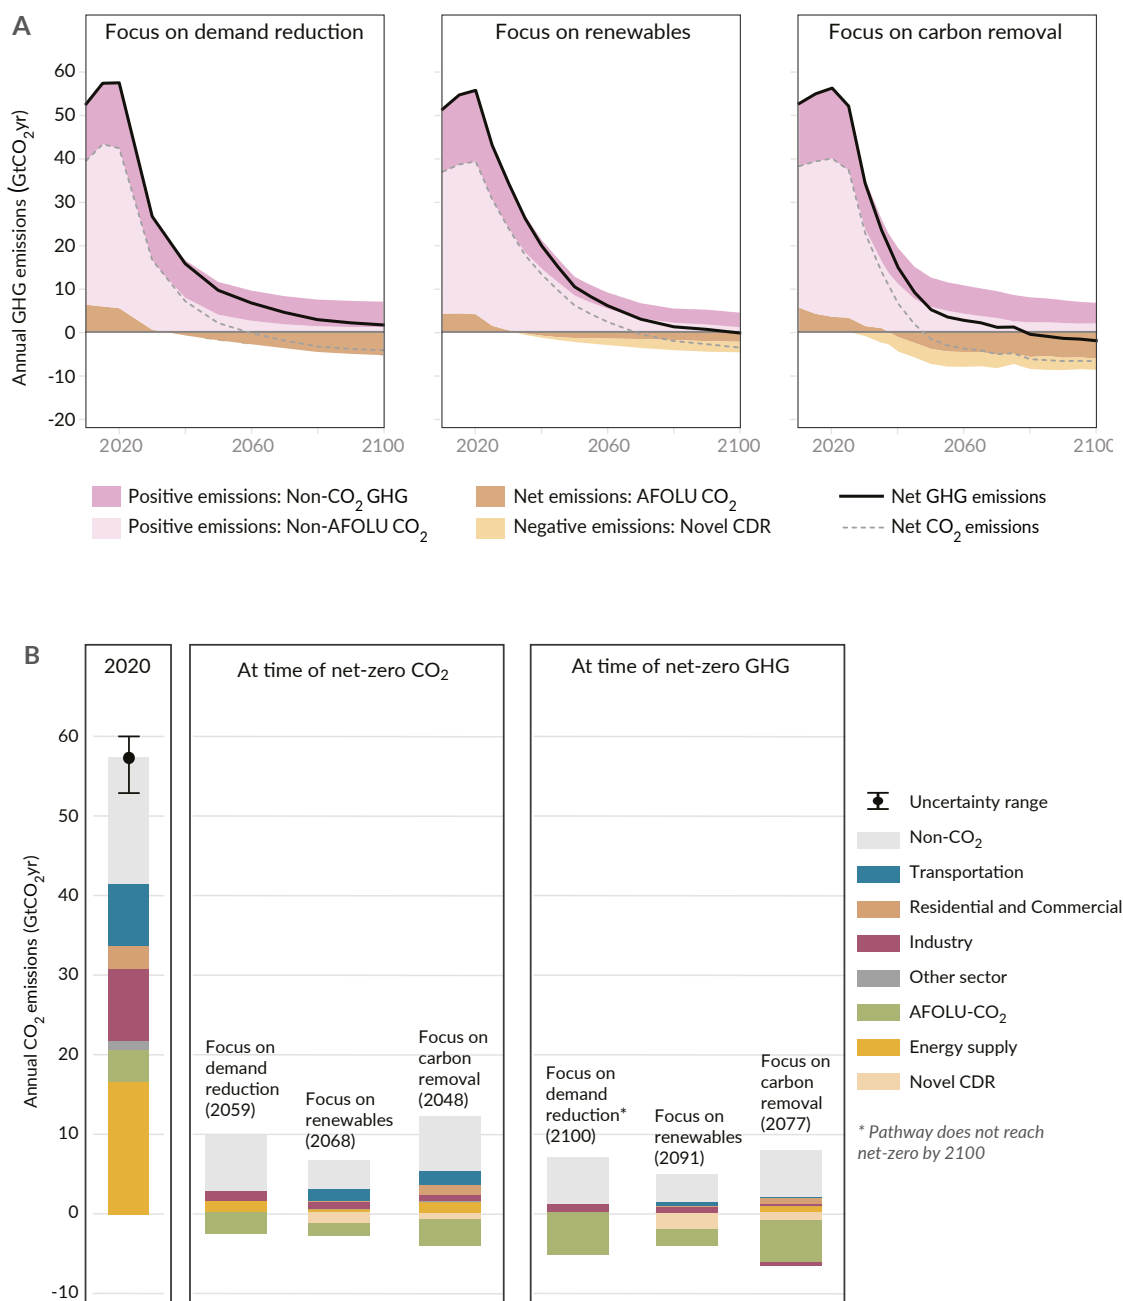 A
Focus on demand reduction
Focus on renewables
Focus on carbon removal
Annual GHG emissions (GtCO2yr)
60
50
40
30
20
10
0
-10
-20
2020
2060
2100
2020
2060
2100
2020
2060
2100
Positive emissions: Non-CO2 GHG
Positive emissions: Non-AFOLU CO2
Net emissions: AFOLU CO2
Negative emissions: Novel CDR
Net GHG emissions
Net CO2 emissions
B
2020
At time of net-zero CO2
At time of net-zero GHG
Annual CO2 emissions (GtCO2yr)
60
50
40
30
20
10
0
-10
Focus on
demand
reduction
(2059)
Focus on
renewables
(2068)
Focus on
carbon
removal
(2048)
Focus on
demand
reduction*
(2100)
Focus on
renewables
(2091)
Focus on
carbon
removal
(2077)
Uncertainty range
Non-CO2
Transportation
Residential and Commercial
Industry
Other sector
AFOLU-CO2
Energy supply
Novel CDR
* Pathway does not reach
net-zero by 2100